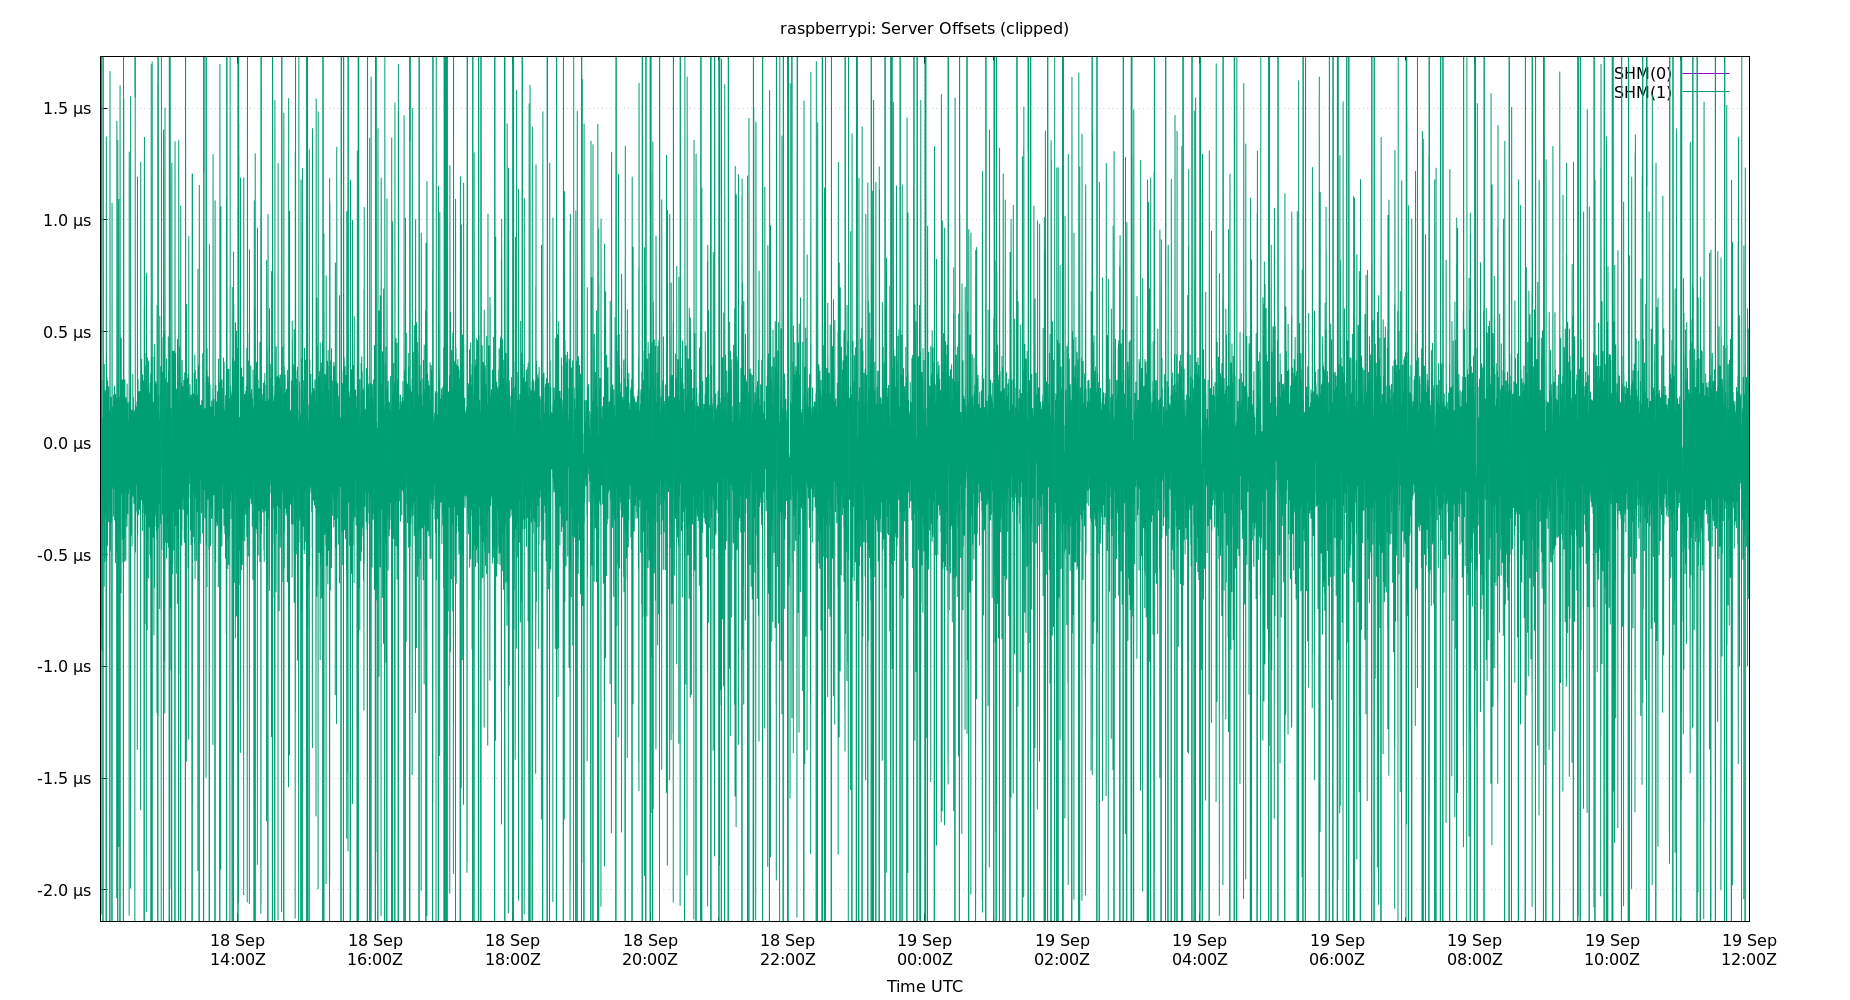 raspberrypi: Server Offsets (clipped)
SHM(0)
SHM(1)
1.5 µs
1.0 µs
0.5 µs
0.0 µs
-0.5 µs
-1.0 µs
-1.5 µs
-2.0 µs
18 Sep 18 Sep 18 Sep 18 Sep 18 Sep 19 Sep 19 Sep 19 Sep 19 Sep 19 Sep 19 Sep 19 Sep
14:00Z 16:00Z 18:00Z 20:00Z 22:00Z 00:00Z 02:00Z 04:00Z 06:00Z 08:00Z 10:00Z 12:00Z
Time UTC